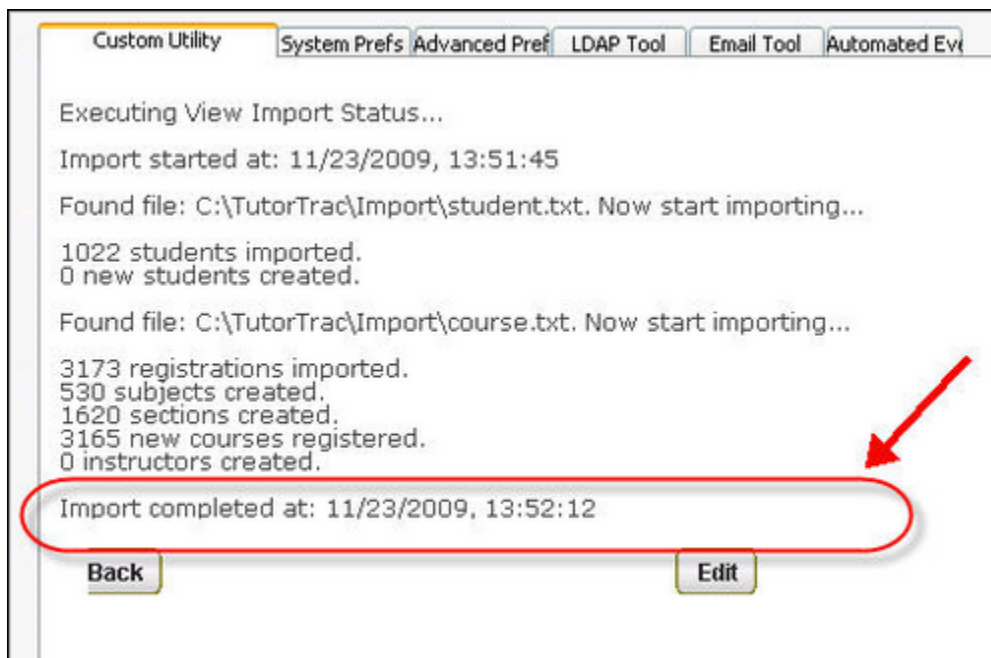 Custom Utility System Prefs Advanced Pref LDAP Tool Email Tool Automated Eve
Executing View Import Status...
Import started at: 11/23/2009, 13:51:45
Found file: C:\TutorTrac\Import\student.txt. Now start importing...
1022 students imported.
0 new students created.
Found file: C:\TutorTrac\Import\course.txt. Now start importing...
3173 registrations imported.
530 subjects created.
1620 sections created.
3165 new courses registered.
0 instructors created.
Import completed at: 11/23/2009, 13:52:12
Back Edit